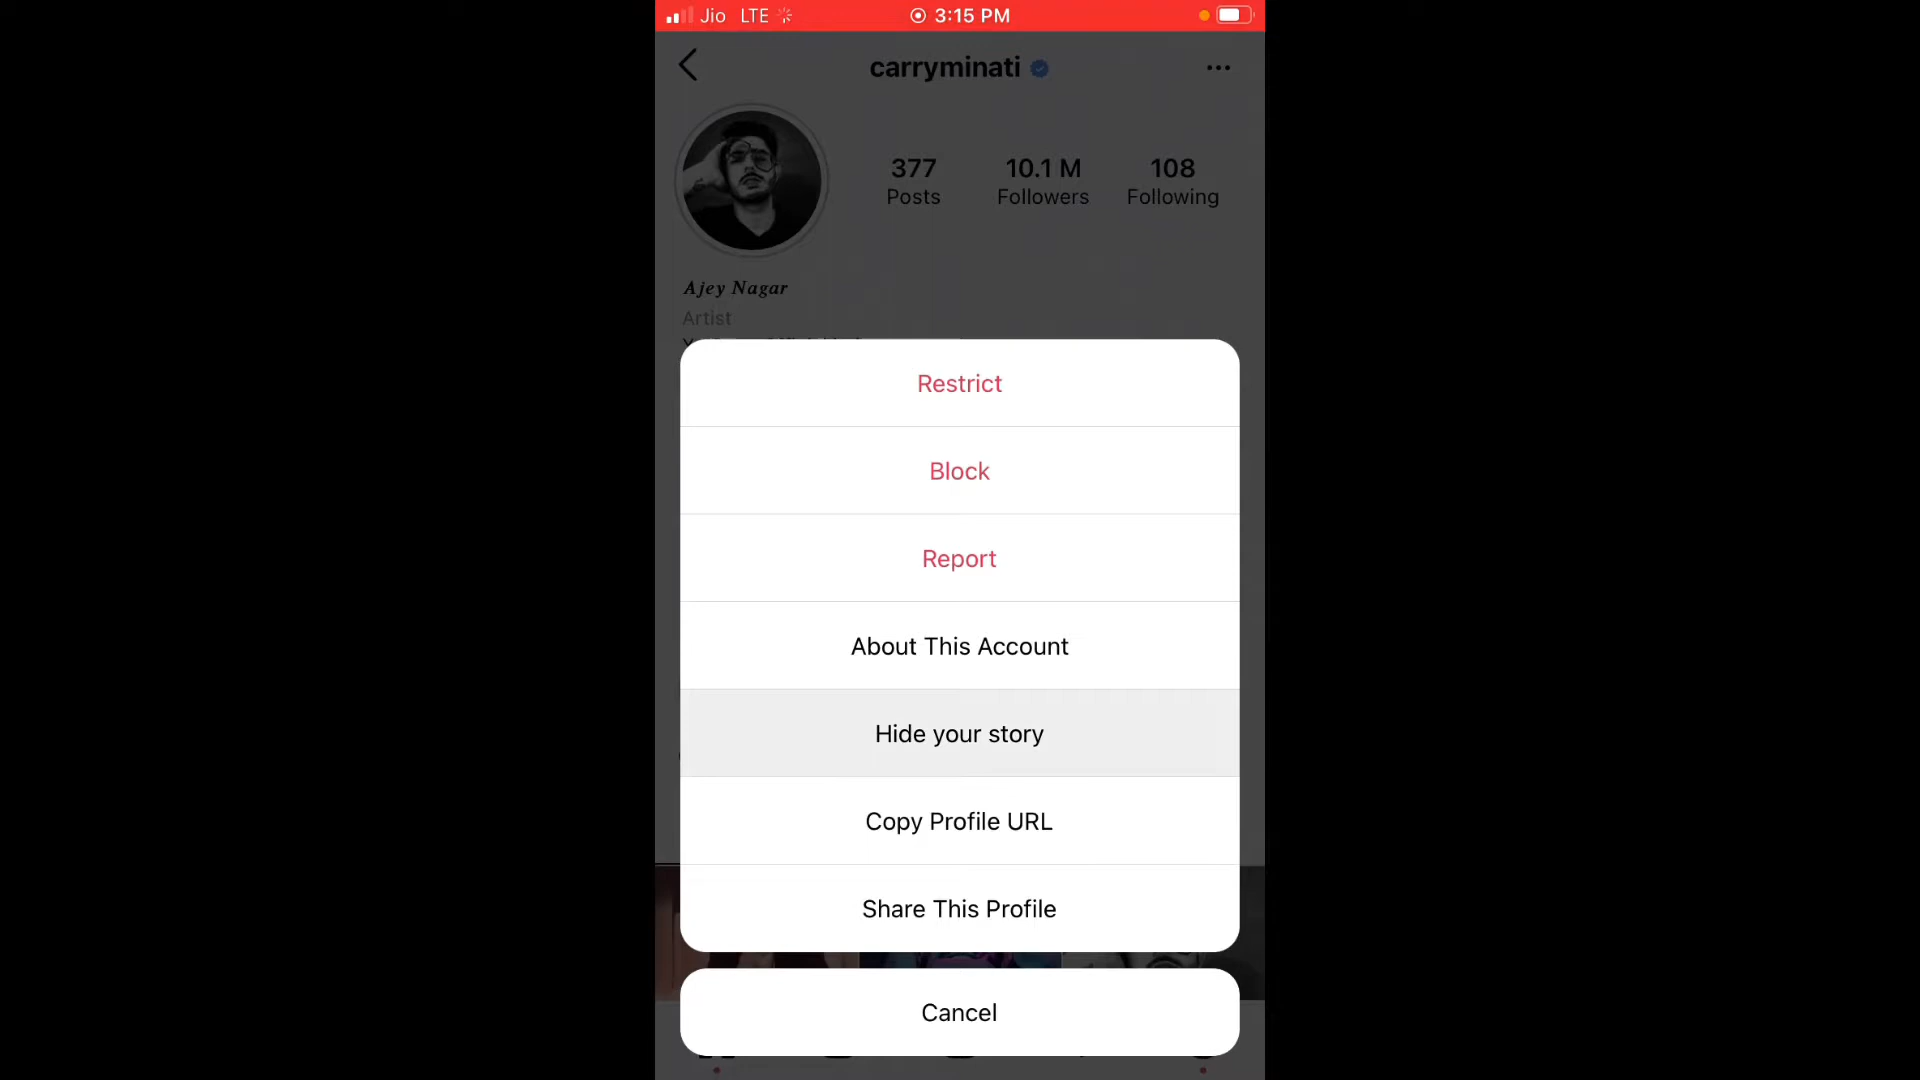 Jio LTE 3:15 PM
carryminati
377 10.1 M 108
Posts Followers Following
Ajey Nagar
Artist
Restrict
Block
Report
About This Account
Hide your story
Copy Profile URL
Share This Profile
Cancel